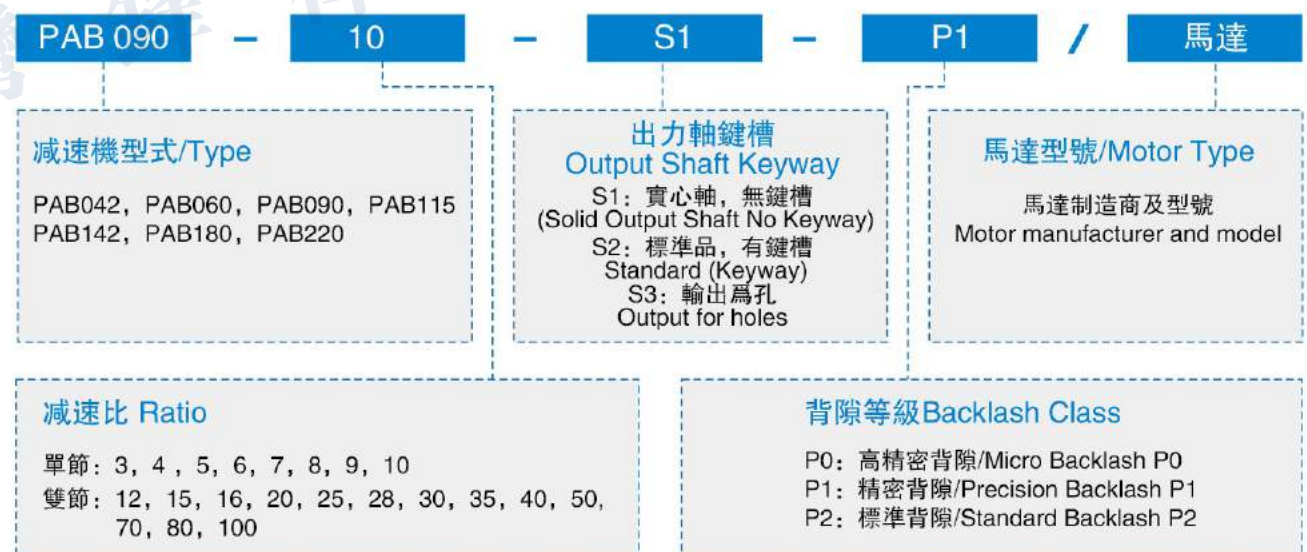 PAB 090 - 10 - S1 - P1 / 馬達
减速機型式/Type
PAB042，PAB060，PAB090，PAB115
PAB142，PAB180，PAB220
出力軸鍵槽
Output Shaft Keyway
S1：實心軸，無鍵槽
(Solid Output Shaft No Keyway)
S2：標準品，有鍵槽
Standard (Keyway)
S3：輸出爲孔
Output for holes
馬達型號/Motor Type
馬達制造商及型號
Motor manufacturer and model
减速比 Ratio
單節：3，4，5，6，7，8，9，10
雙節：12，15，16，20，25，28，30，35，40，50，
70，80，100
背隙等級Backlash Class
P0：高精密背隙/Micro Backlash P0
P1：精密背隙/Precision Backlash P1
P2：標準背隙/Standard Backlash P2